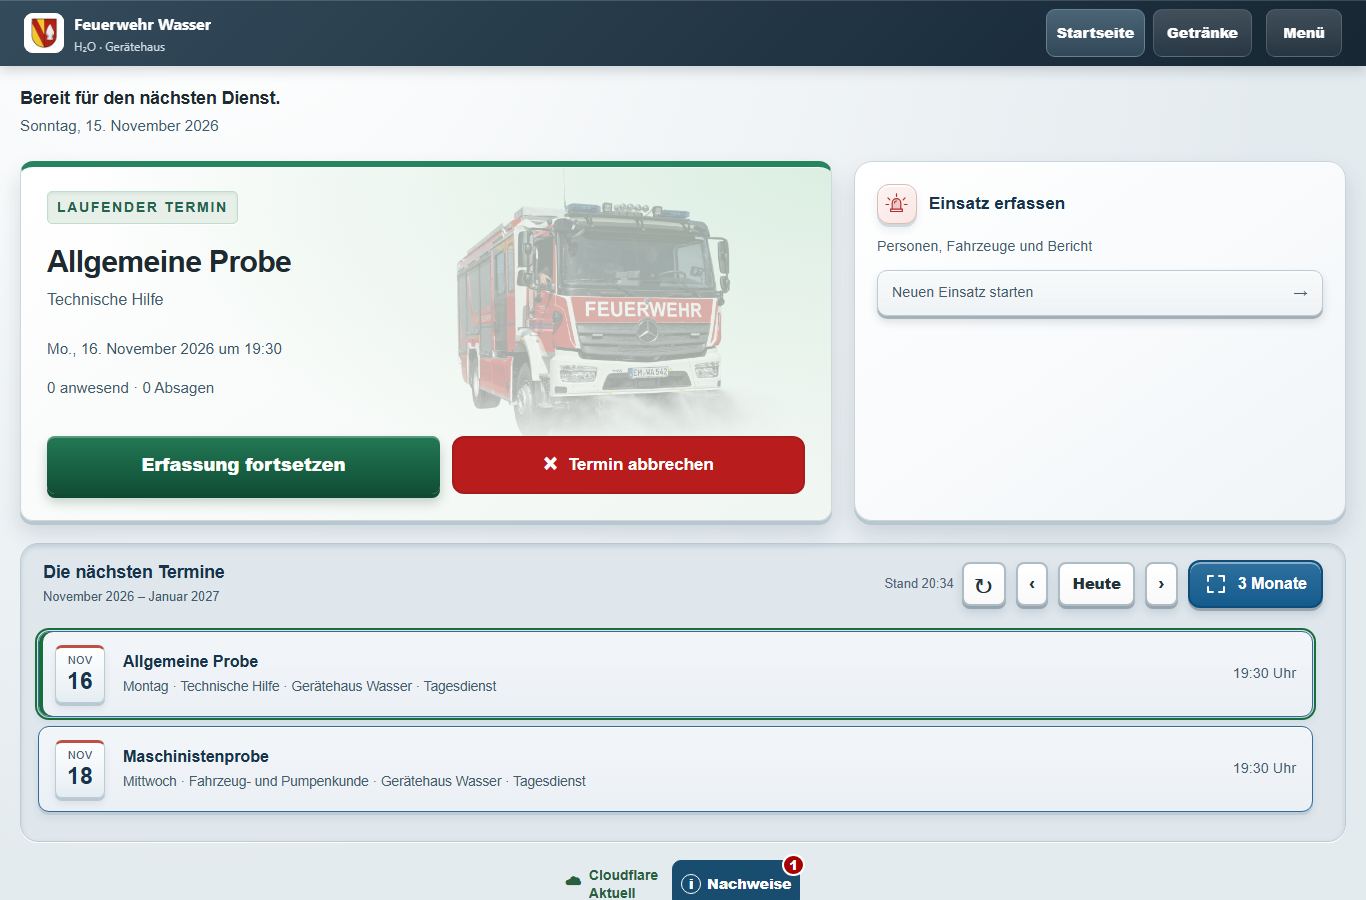 Feuerwehr Wasser
H₂O · Gerätehaus
Startseite
Getränke
Menü
Bereit für den nächsten Dienst.
Sonntag, 15. November 2026
LAUFENDER TERMIN
Allgemeine Probe
Technische Hilfe
Mo., 16. November 2026 um 19:30
0 anwesend · 0 Absagen
FEUERWEHR
EM·WA 542
Erfassung fortsetzen
✖ Termin abbrechen
Einsatz erfassen
Personen, Fahrzeuge und Bericht
Neuen Einsatz starten →
Die nächsten Termine
November 2026 – Januar 2027
Stand 20:34
↻
‹
Heute
›
3 Monate
NOV
16
Allgemeine Probe
Montag · Technische Hilfe · Gerätehaus Wasser · Tagesdienst
19:30 Uhr
NOV
18
Maschinistenprobe
Mittwoch · Fahrzeug- und Pumpenkunde · Gerätehaus Wasser · Tagesdienst
19:30 Uhr
Cloudflare
Aktuell
i Nachweise
1